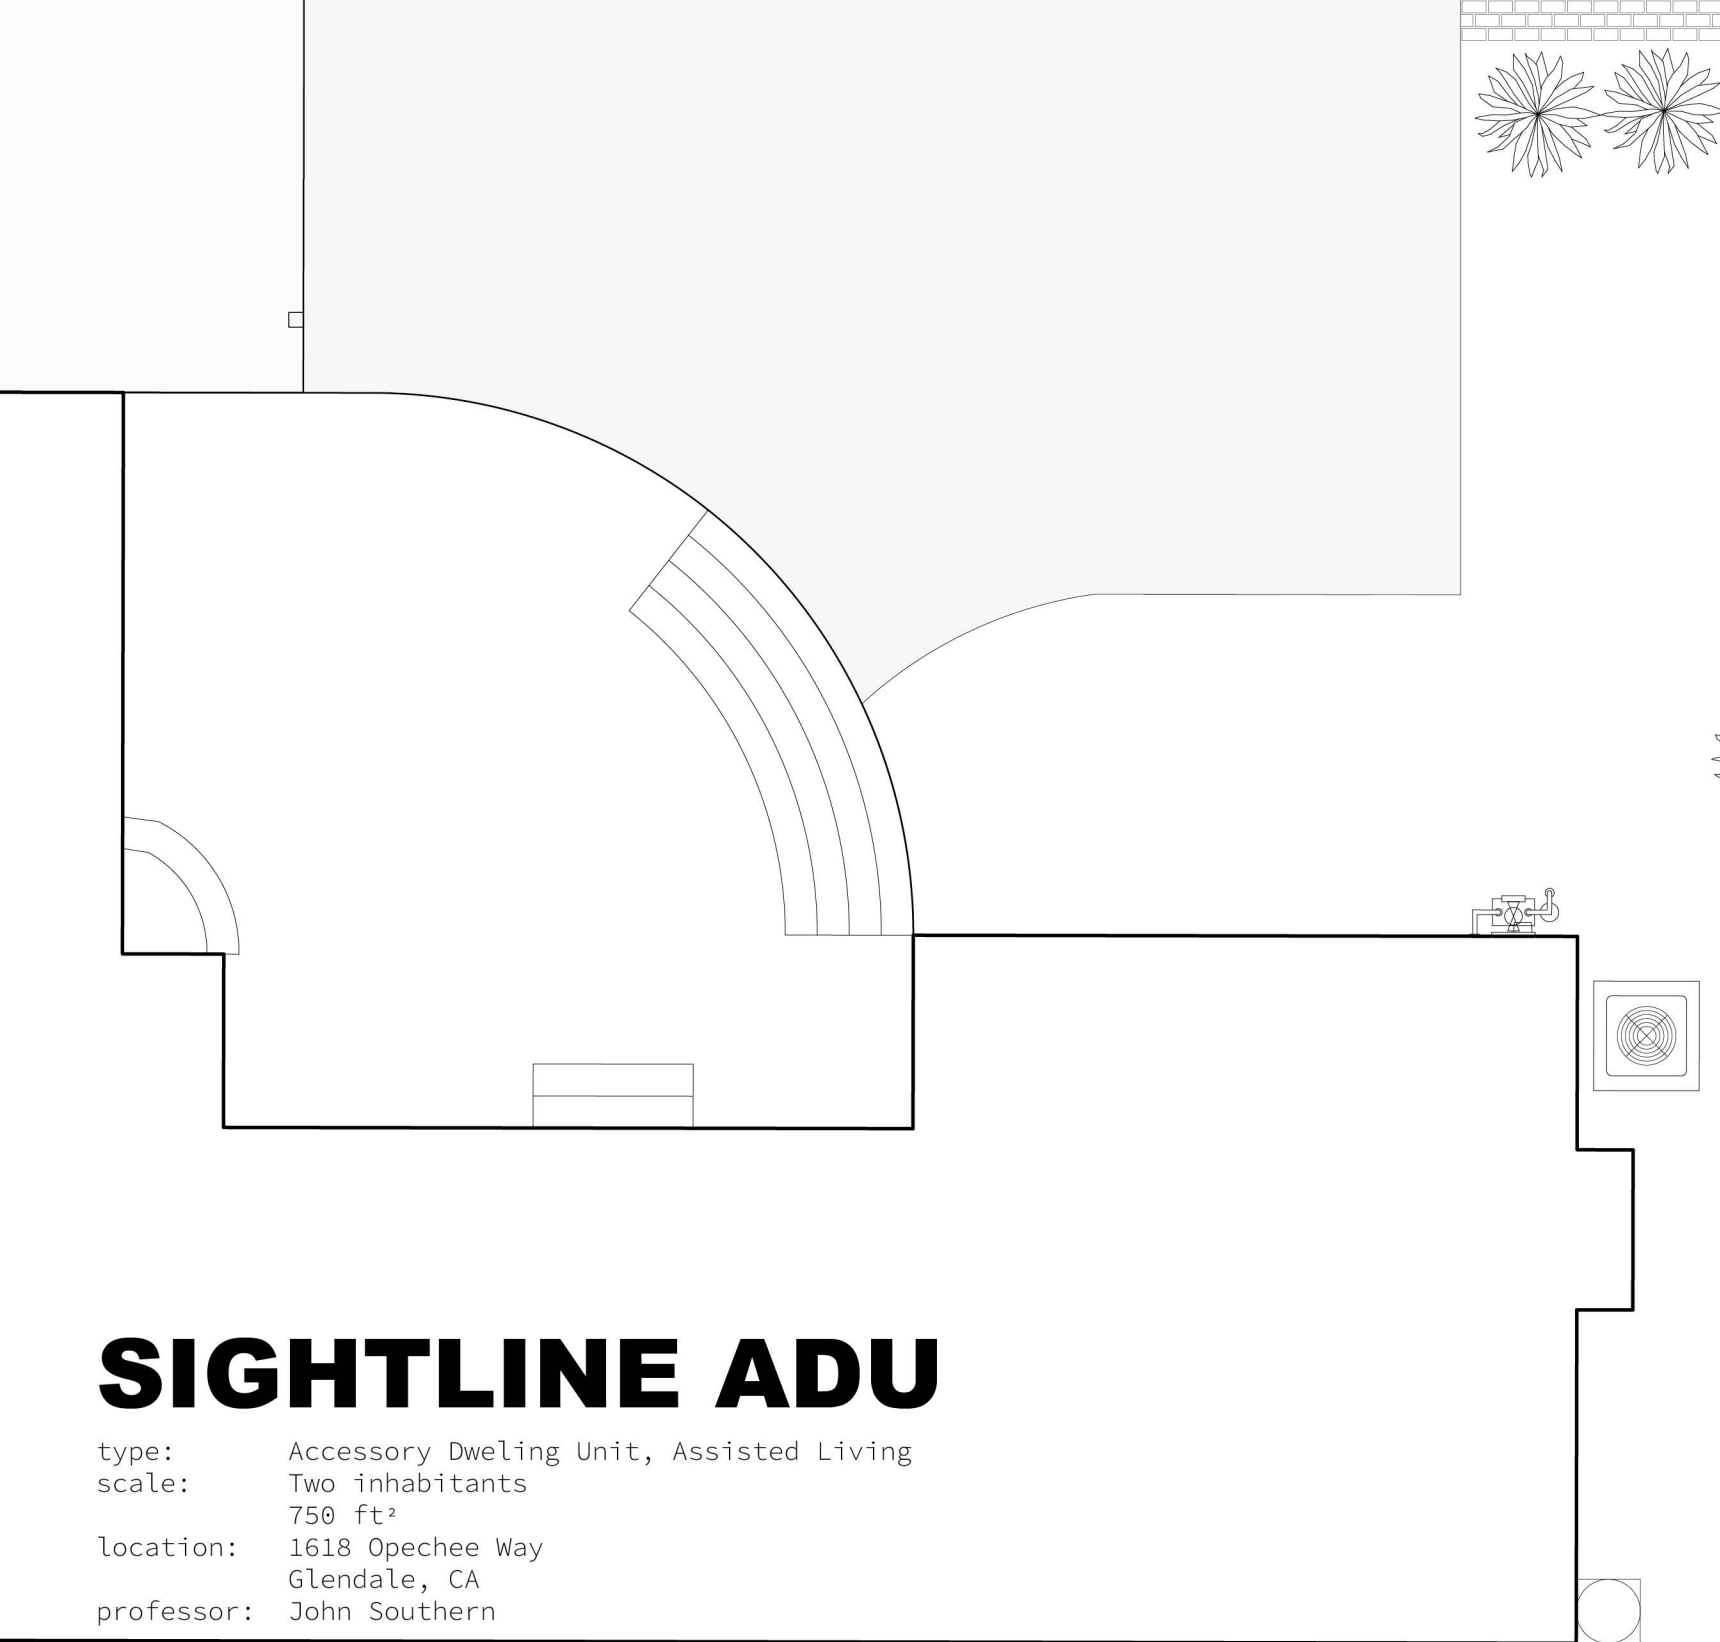 SIGHTLINE ADU
type: Accessory Dweling Unit, Assisted Living
scale: Two inhabitants
750 ft²
location: 1618 Opechee Way
Glendale, CA
professor: John Southern